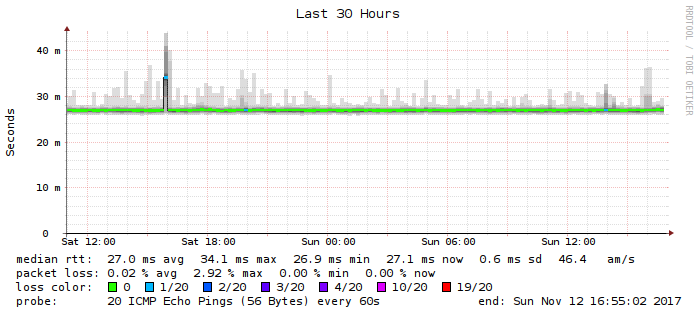 Last 30 Hours
RRDTOOL / TOBI OETIKER
Seconds
40 m
30 m
20 m
10 m
0
Sat 12:00 Sat 18:00 Sun 00:00 Sun 06:00 Sun 12:00
median rtt: 27.0 ms avg 34.1 ms max 26.9 ms min 27.1 ms now 0.6 ms sd 46.4 am/s
packet loss: 0.02 % avg 2.92 % max 0.00 % min 0.00 % now
loss color: 0 1/20 2/20 3/20 4/20 10/20 19/20
probe: 20 ICMP Echo Pings (56 Bytes) every 60s end: Sun Nov 12 16:55:02 2017